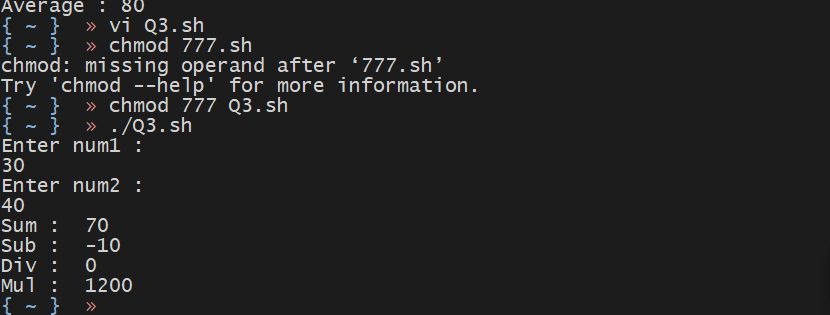 Average : 80
{ ~ }  » vi Q3.sh
{ ~ }  » chmod 777.sh
chmod: missing operand after ‘777.sh’
Try 'chmod --help' for more information.
{ ~ }  » chmod 777 Q3.sh
{ ~ }  » ./Q3.sh
Enter num1 :
30
Enter num2 :
40
Sum :  70
Sub :  -10
Div :  0
Mul :  1200
{ ~ }  »